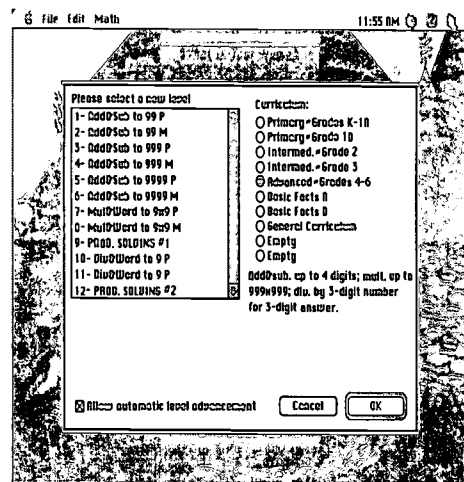 File Edit Math 11:55 AM
Please select a new level
1- Add&Sub to 99 P
2- Add&Sub to 99 M
3- Add&Sub to 999 P
4- Add&Sub to 999 M
5- Add&Sub to 9999 P
6- Add&Sub to 9999 M
7- Mul&Word to 9x9 P
8- Mul&Word to 9x9 M
9- PROB. SOLVING #1
10- Div&Word to 9 P
11- Div&Word to 9 P
12- PROB. SOLVING #2
Curriculum:
Primary-Grades K-1A
Primary-Grade 1B
Intermed.-Grade 2
Intermed.-Grade 3
Advanced-Grades 4-6
Basic Facts A
Basic Facts B
General Curriculum
Empty
Empty
Add&sub. up to 4 digits; mult. up to
999x999; div. by 3-digit number
for 3-digit answer.
Allow automatic level advancement
Cancel
OK